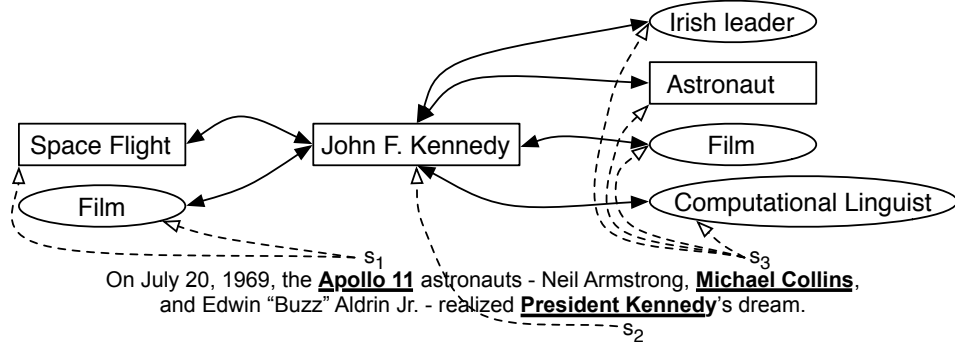 Irish leader
Astronaut
Space Flight
John F. Kennedy
Film
Film
Computational Linguist
s1
s3
On July 20, 1969, the Apollo 11 astronauts - Neil Armstrong, Michael Collins,
and Edwin “Buzz” Aldrin Jr. - realized President Kennedy’s dream.
s2